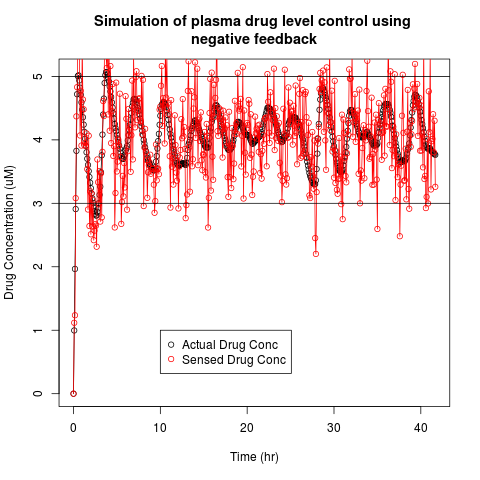 Simulation of plasma drug level control using
negative feedback
Drug Concentration (uM)
5
4
3
2
1
0
Actual Drug Conc
Sensed Drug Conc
0 10 20 30 40
Time (hr)